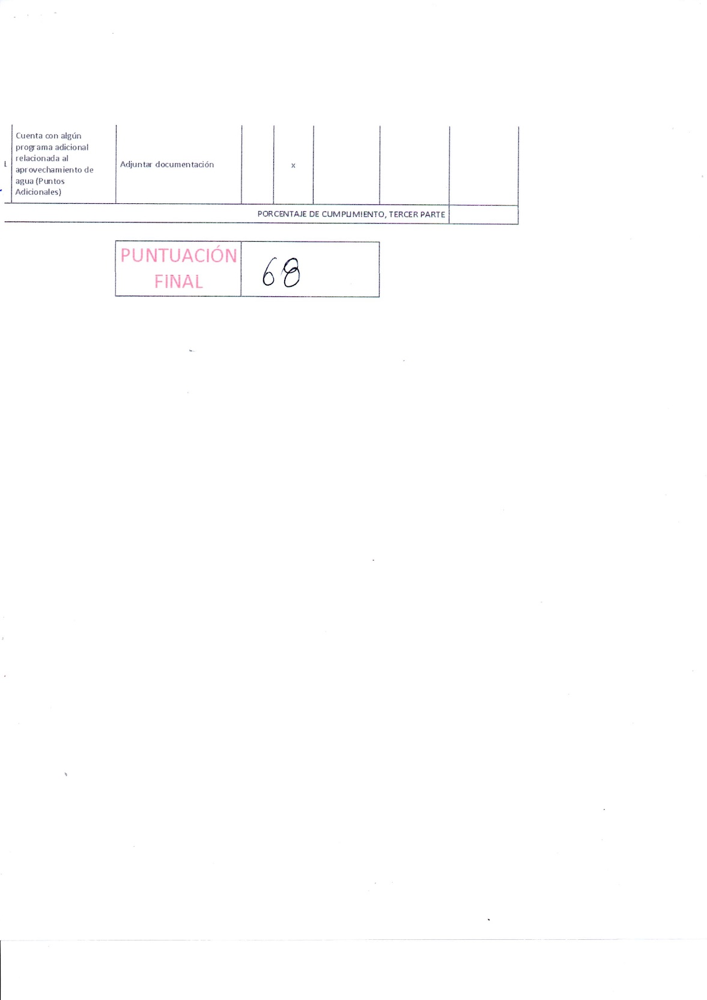 Cuenta con algún
programa adicional
relacionada al
aprovechamiento de
agua (Puntos
Adicionales)
Adjuntar documentación
x
PORCENTAJE DE CUMPLIMIENTO, TERCER PARTE
PUNTUACIÓN
FINAL
68